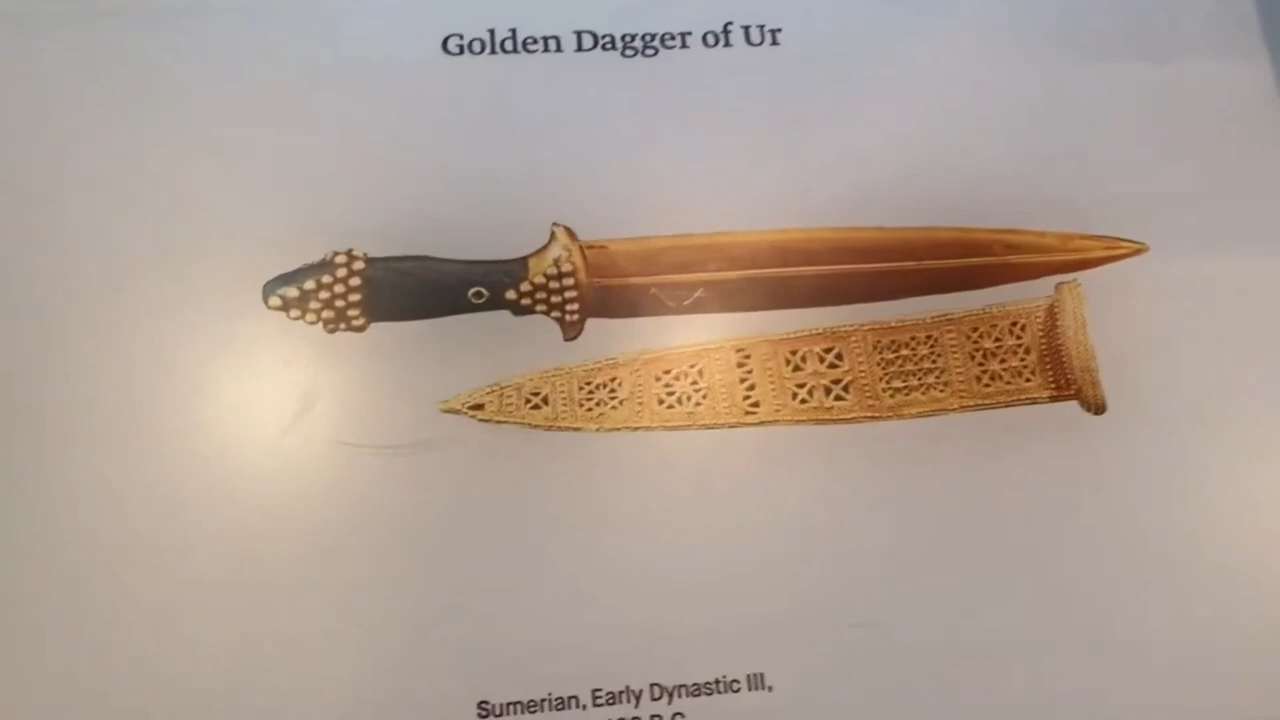 Golden Dagger of Ur
Sumerian, Early Dynastic III,
B.C.